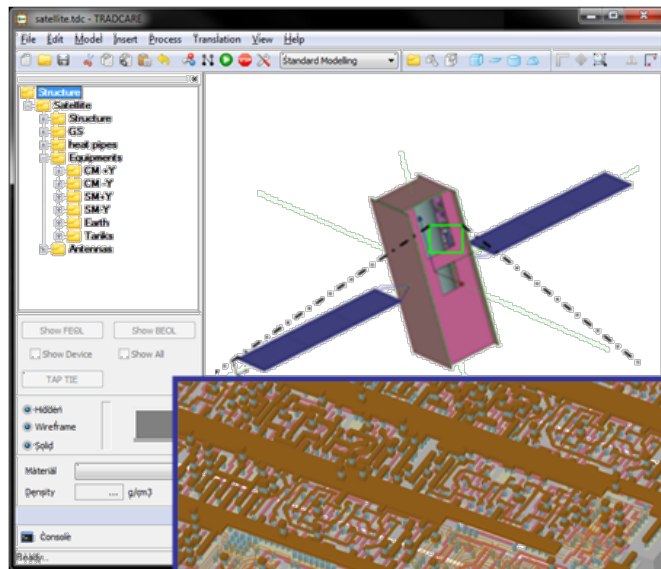 satellite.tdc - TRADCARE
File Edit Model Insert Process Translation View Help
Standard Modelling
Structure
Satellite
Structure
GS
heat pipes
Equipments
CM +Y
CM -Y
SM+Y
SM-Y
Earth
Tanks
Antennas
Show FEOL Show BEOL
Show Device Show All
TAP TIE
Hidden
Wireframe
Solid
Material
Density ... g/cm3
Console
Ready...